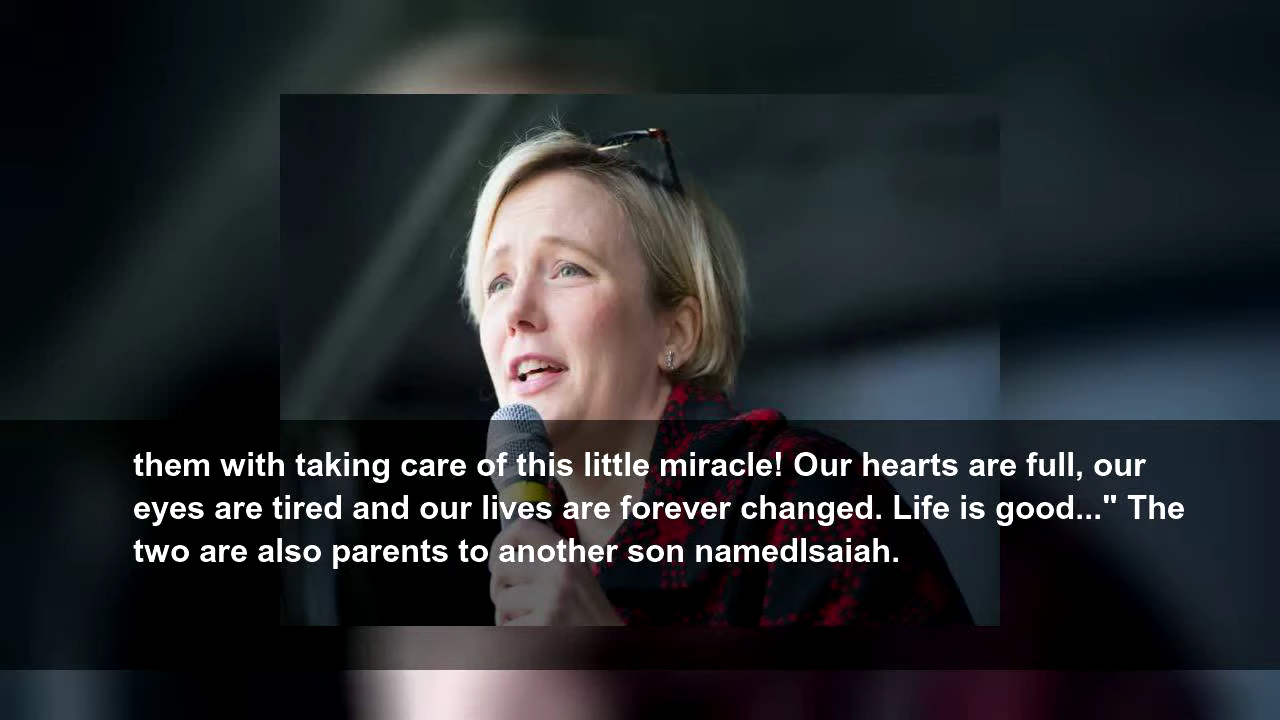 them with taking care of this little miracle! Our hearts are full, our
eyes are tired and our lives are forever changed. Life is good..." The
two are also parents to another son namedIsaiah.